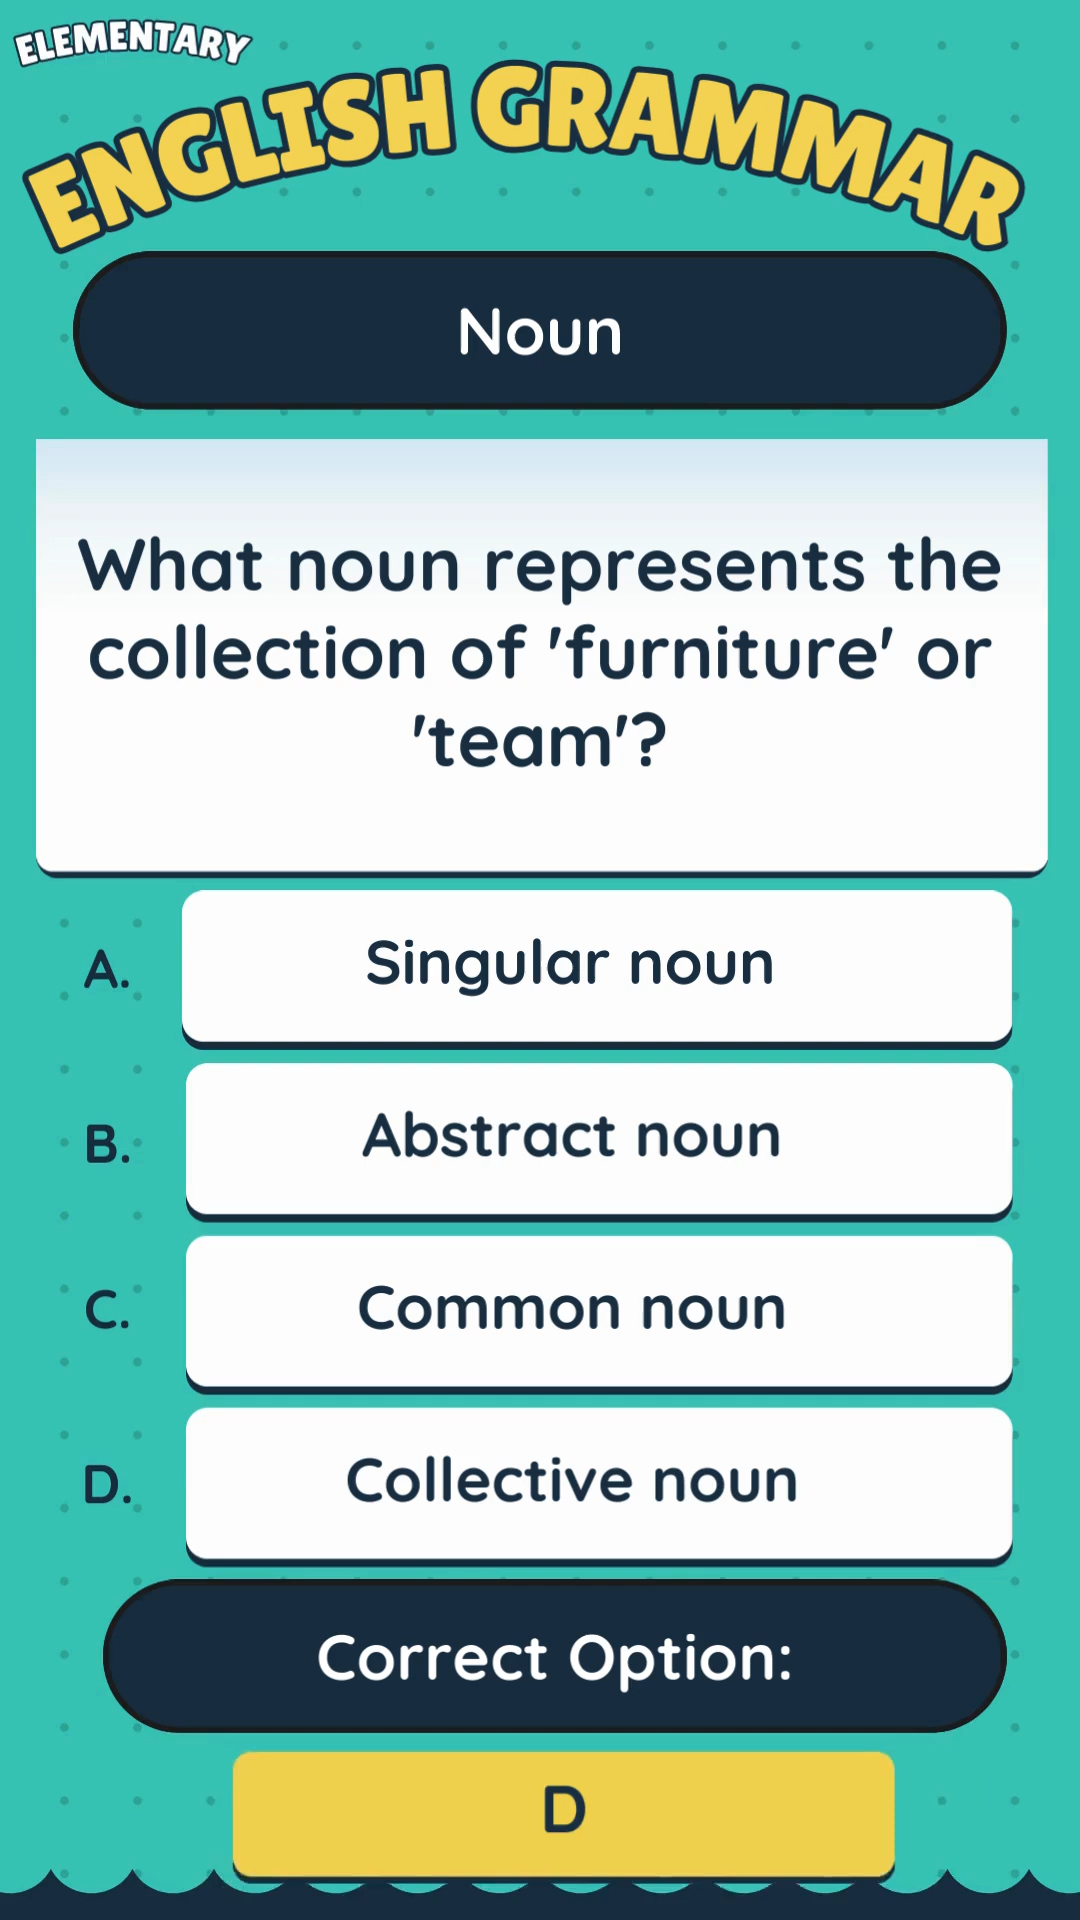 ELEMENTARY
ENGLISH GRAMMAR
Noun
What noun represents the
collection of 'furniture' or
'team'?
A. Singular noun
B. Abstract noun
C. Common noun
D. Collective noun
Correct Option:
D